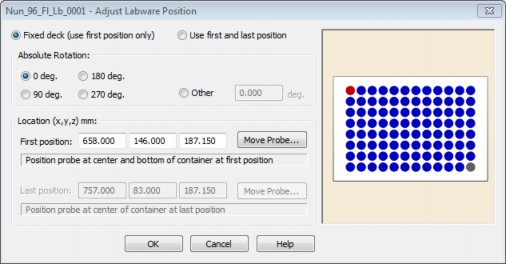 Nun_96_Fl_Lb_0001 - Adjust Labware Position
Fixed deck (use first position only) Use first and last position
Absolute Rotation:
0 deg. 180 deg.
90 deg. 270 deg. Other 0.000 deg.
Location (x,y,z) mm:
First position: 658.000 146.000 187.150 Move Probe...
Position probe at center and bottom of container at first position
Last position: 757.000 83.000 187.150 Move Probe...
Position probe at center of container at last position
OK Cancel Help